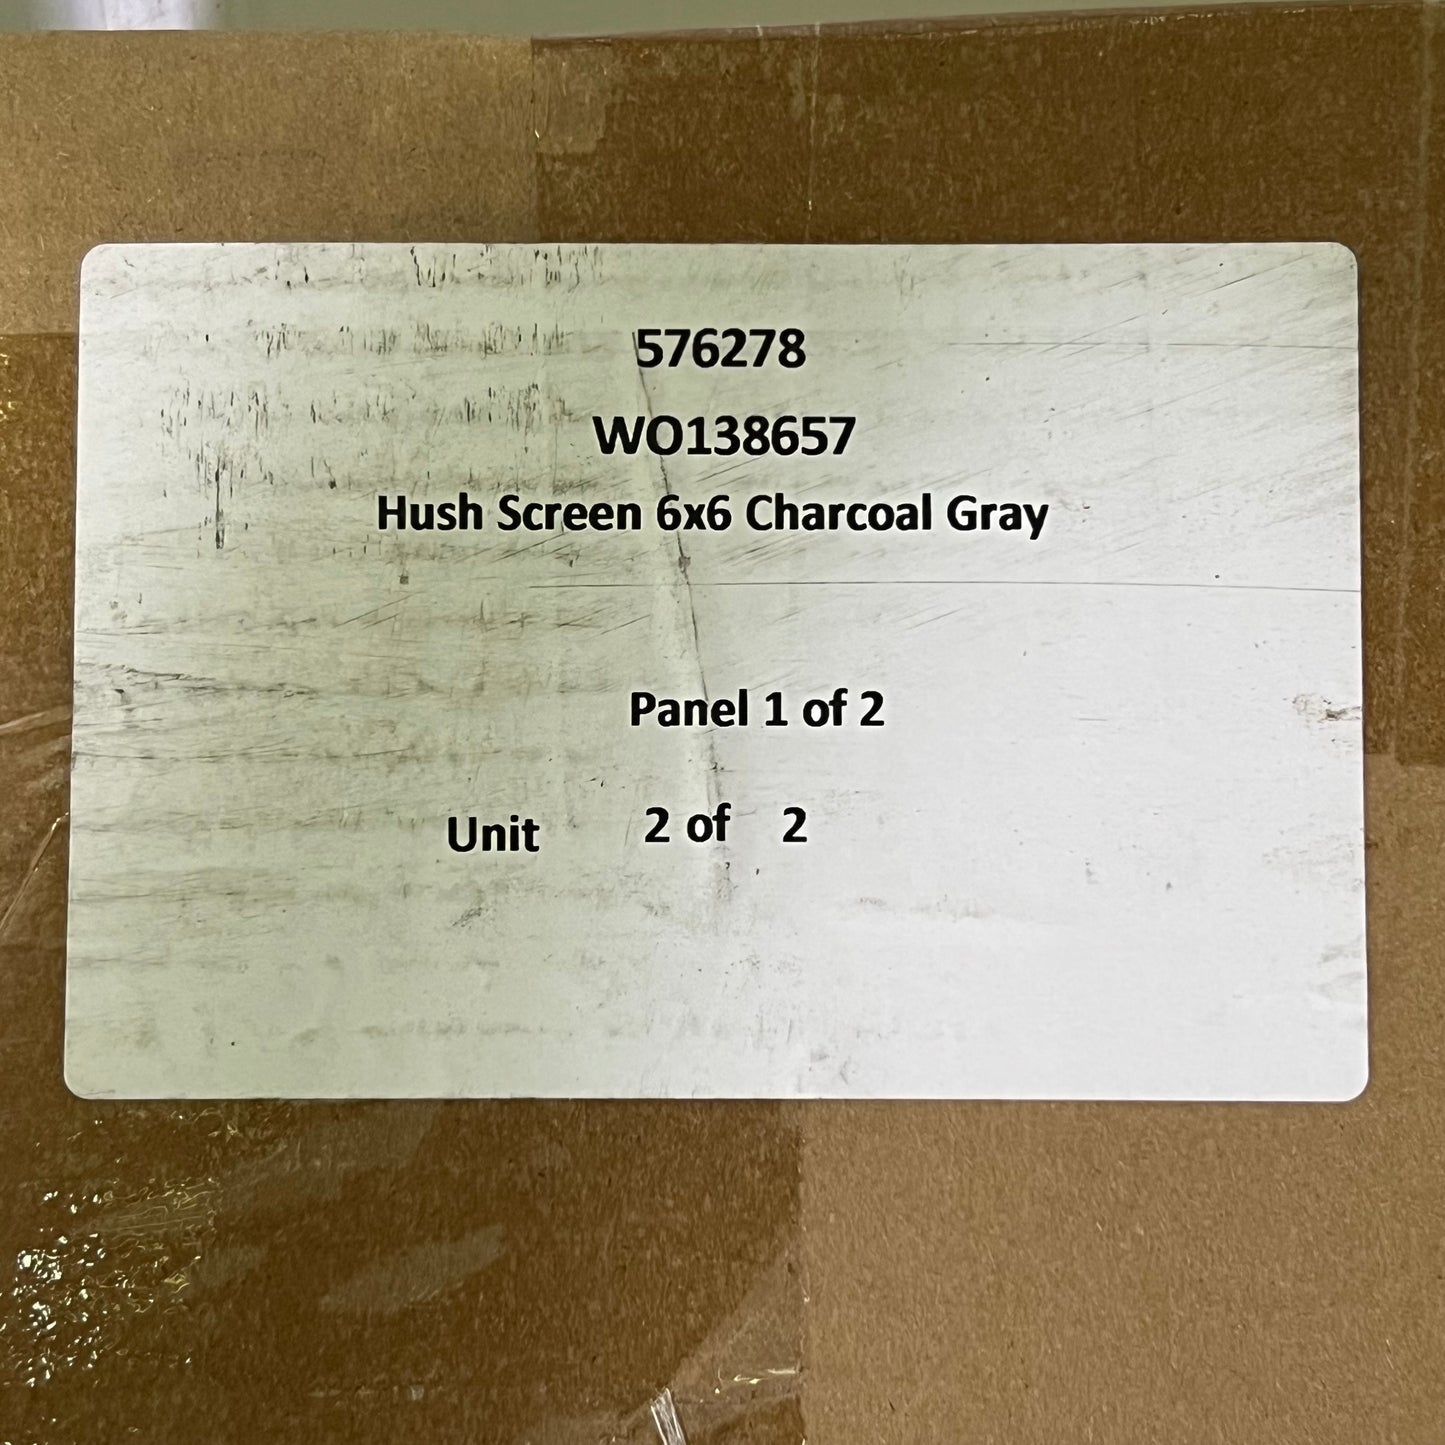 576278
WO138657
Hush Screen 6x6 Charcoal Gray
Panel 1 of 2
Unit 2 of 2